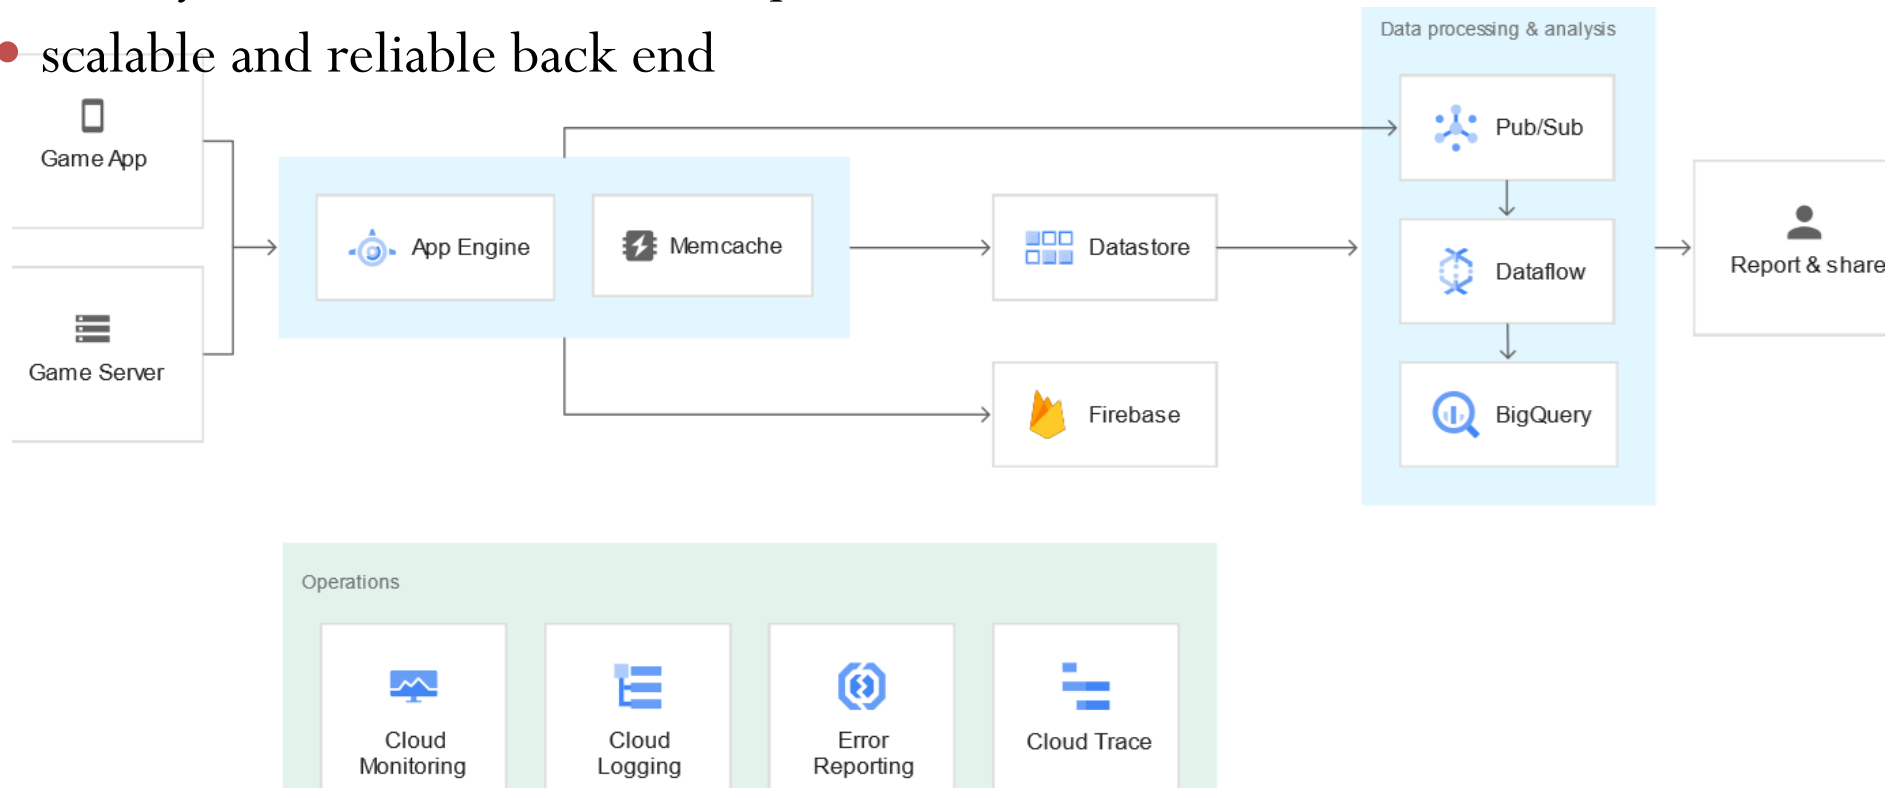 scalable and reliable back end
Data processing & analysis
Game App
Game Server
App Engine
Memcache
Datastore
Firebase
Pub/Sub
Dataflow
BigQuery
Report & share
Operations
Cloud
Monitoring
Cloud
Logging
Error
Reporting
Cloud Trace